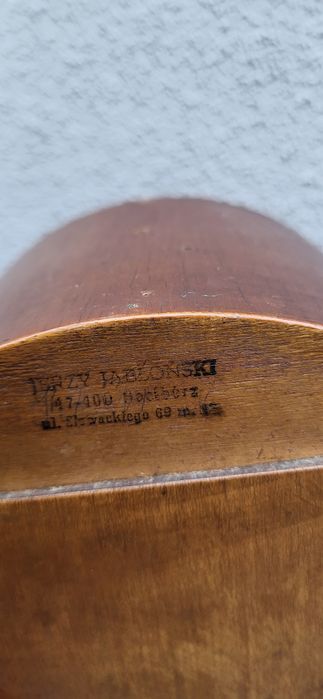 JERZY JABŁOŃSKI
47-400 Racibórz
ul. Słowackiego 69 m.